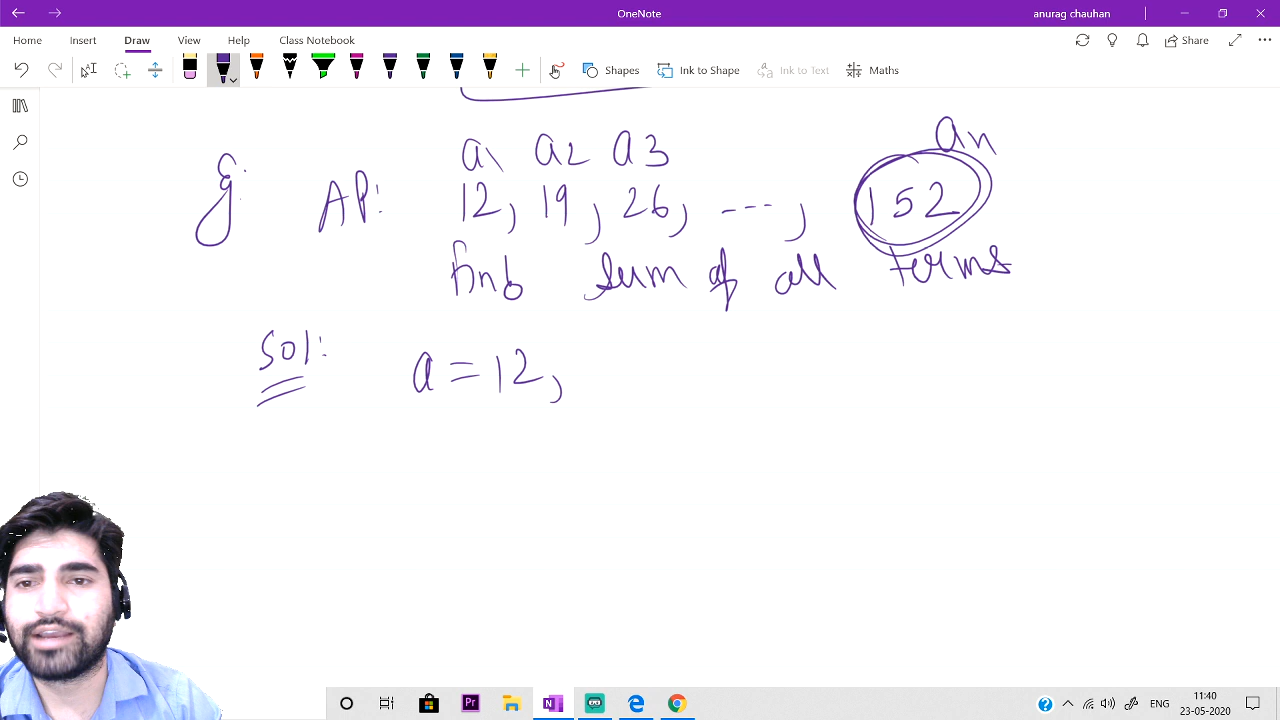 OneNote
anurag chauhan
Home Insert Draw View Help Class Notebook
Share
Shapes
Ink to Shape
Ink to Text
Maths
an
a1 a2 a3
AP: 12, 19, 26, ---, 152
find sum of all terms
Sol: a = 12,
Pr
N
ENG
11:40
23-05-2020